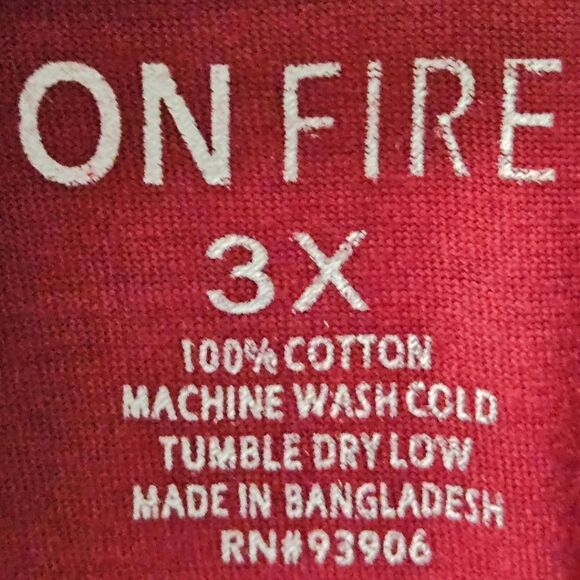 ON FIRE
3X
100% COTTON
MACHINE WASH COLD
TUMBLE DRY LOW
MADE IN BANGLADESH
RN#93906